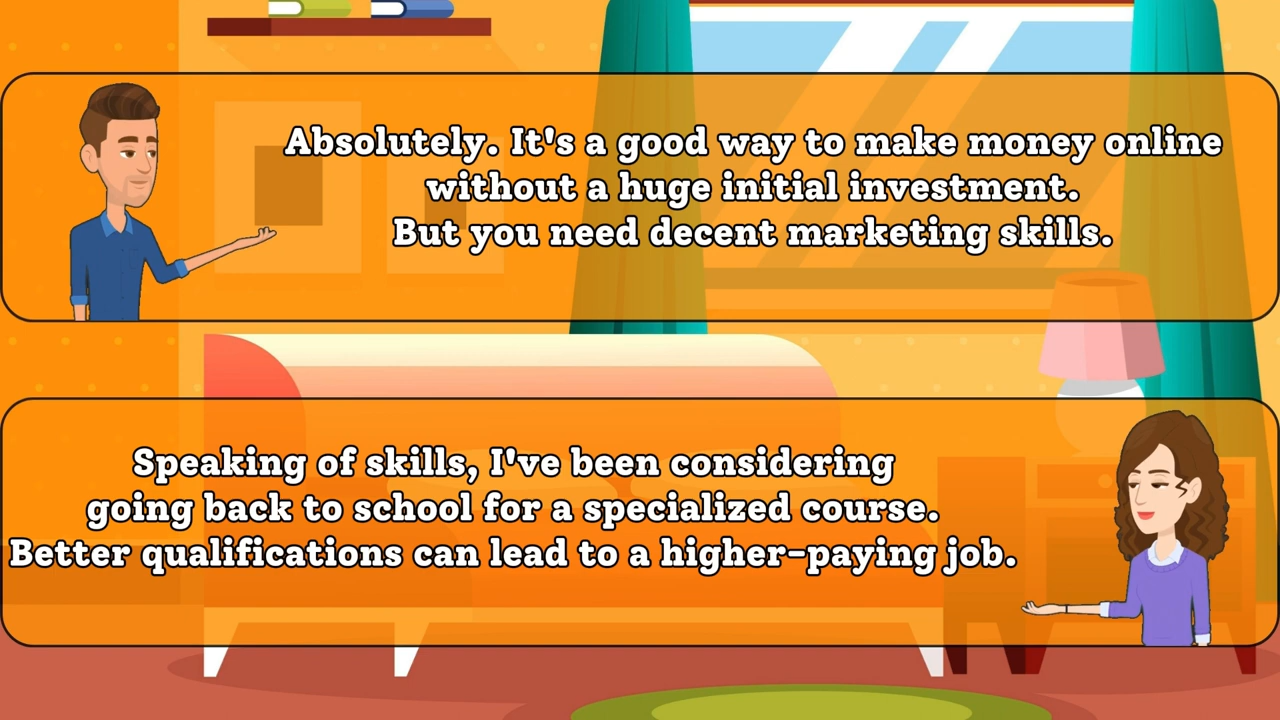 Absolutely. It's a good way to make money online
without a huge initial investment.
But you need decent marketing skills.
Speaking of skills, I've been considering
going back to school for a specialized course.
Better qualifications can lead to a higher-paying job.